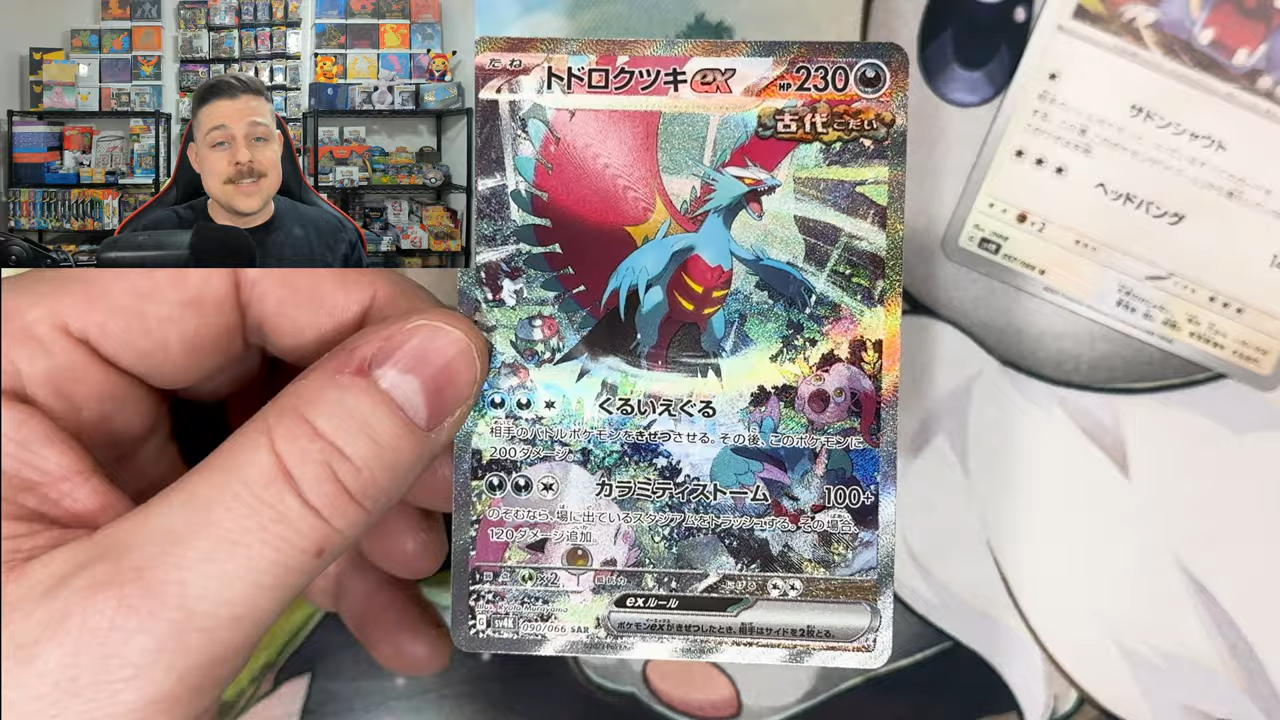 たね トドロクツキex HP230
古代 こだい
くるいえぐる
相手のバトルポケモンをきぜつさせる。その後、このポケモンに
200ダメージ。
カラミティストーム 100+
のぞむなら、場に出ているスタジアムをトラッシュする。その場合、
120ダメージ追加。
×2
Illus. Kyoto Murayama
exルール
ポケモンexがきぜつしたとき、相手はサイドを2枚とる。
G SV4K 090/066 SAR
サドンシャウト
ヘッドバング
×2